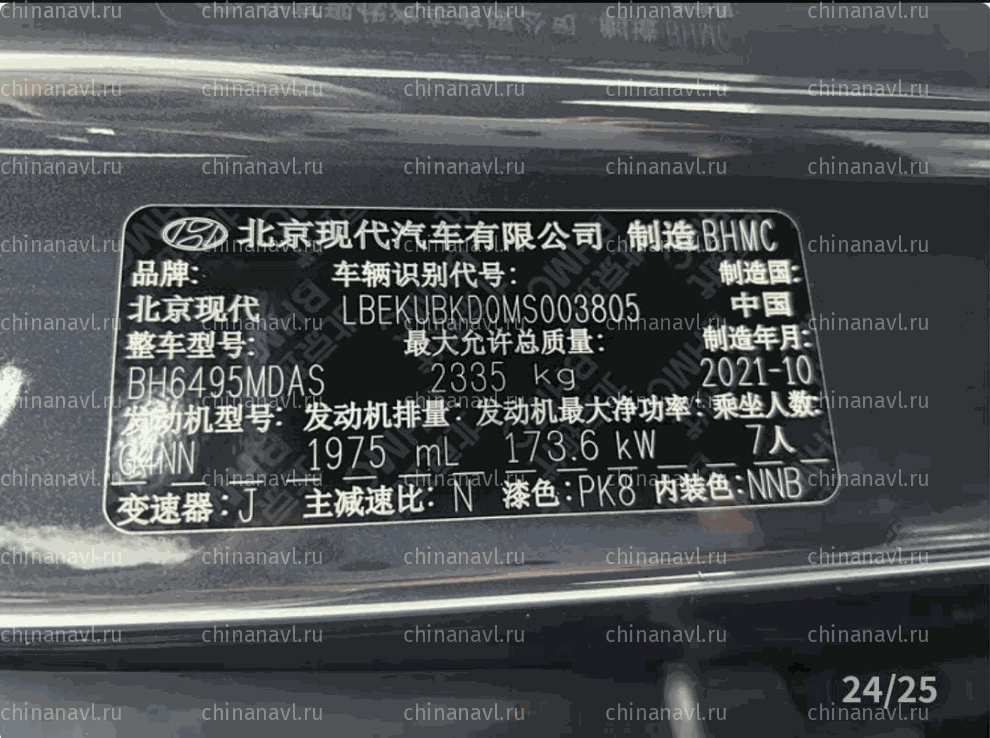 北京现代汽车有限公司 制造 BHMC
品牌: 车辆识别代号: 制造国:
北京现代 LBEKUBKD0MS003805 中国
整车型号: 最大允许总质量: 制造年月:
BH6495MDAS 2335 kg 2021-10
发动机型号: 发动机排量: 发动机最大净功率: 乘坐人数:
G4NN 1975 mL 173.6 kW 7人
变速器: J 主减速比: N 漆色: PK8 内装色: NNB
24/25
chinanavl.ru